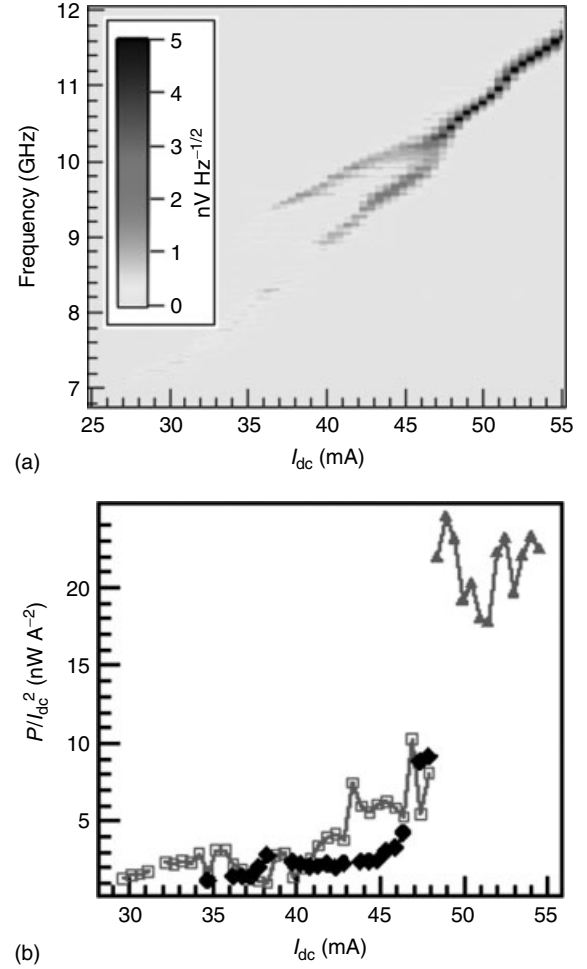 12
11
10
9
8
7
Frequency (GHz)
5
4
3
2
1
0
nV Hz−1/2
25 30 35 40 45 50 55
Idc (mA)
(a)
20
15
10
5
P/Idc2 (nW A−2)
30 35 40 45 50 55
Idc (mA)
(b)